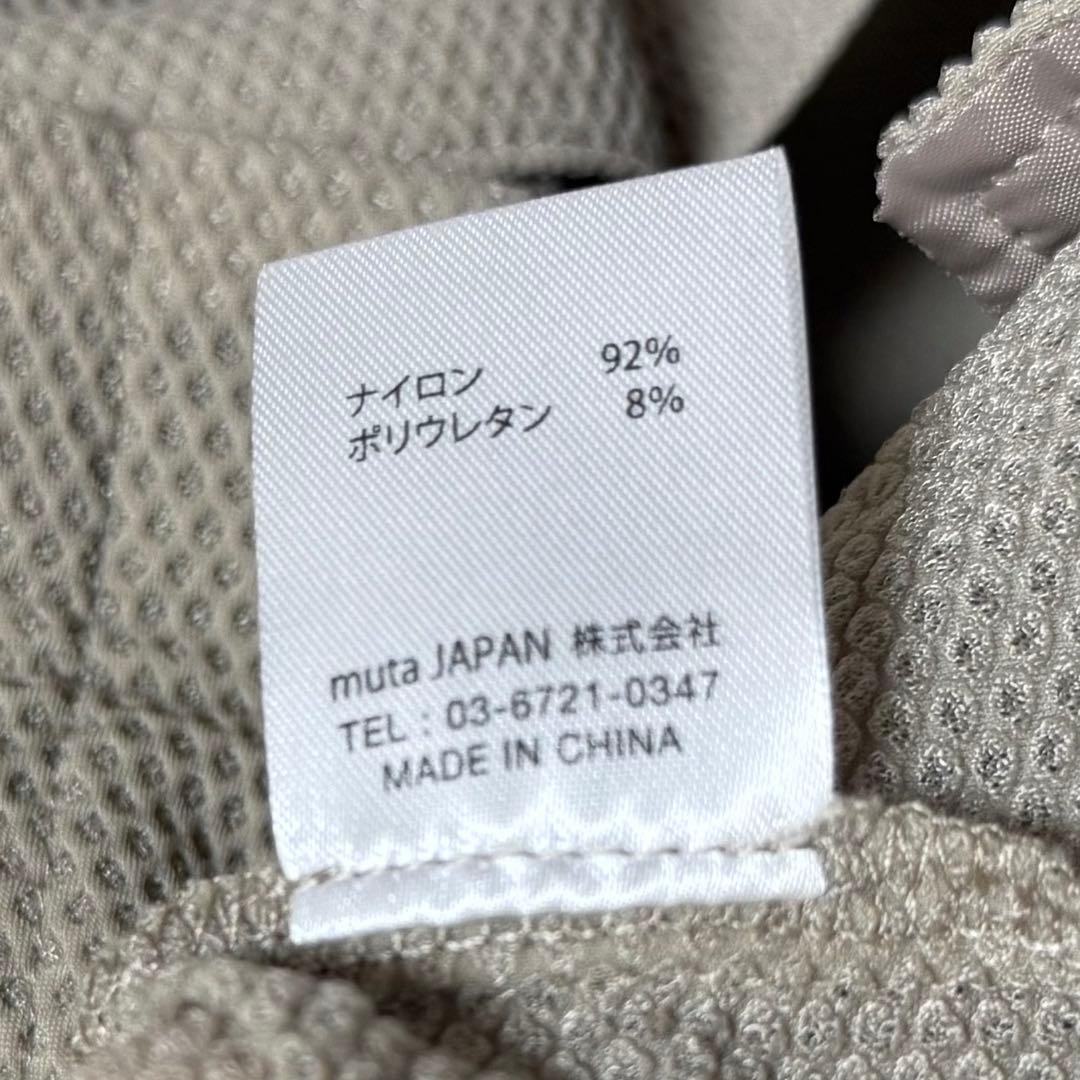 ナイロン 92%
ポリウレタン 8%
muta JAPAN 株式会社
TEL : 03-6721-0347
MADE IN CHINA